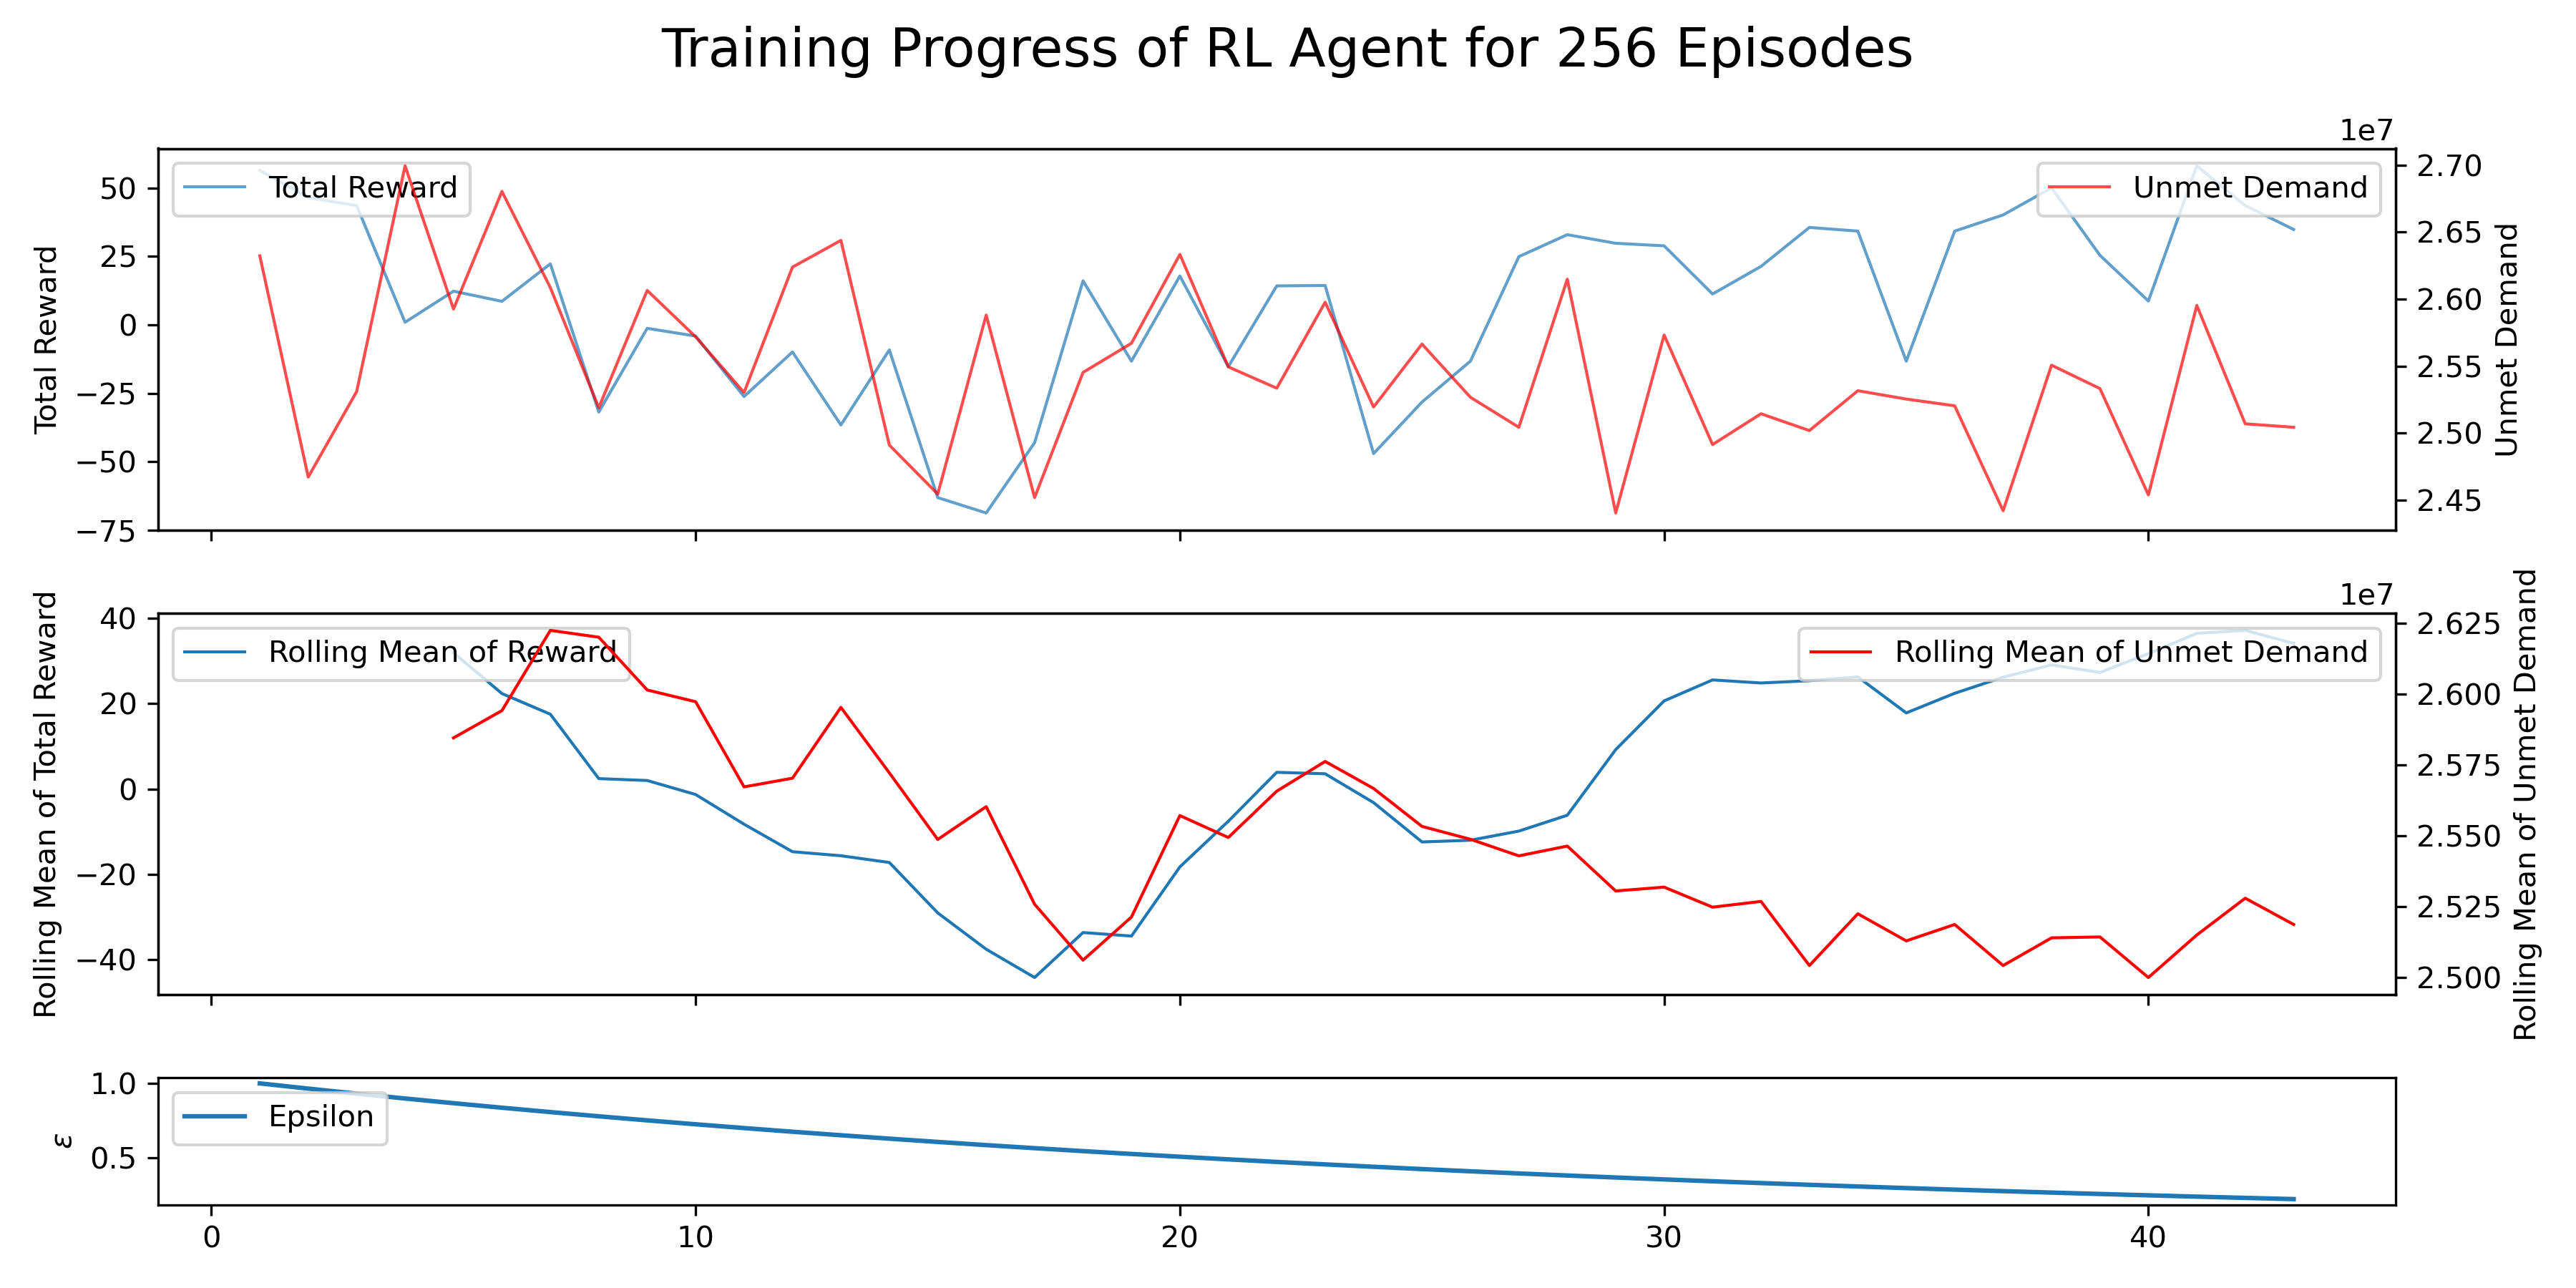 Training Progress of RL Agent for 256 Episodes
1e7
Total Reward
Unmet Demand
50
25
0
−25
−50
−75
Total Reward
2.70
2.65
2.60
2.55
2.50
2.45
Unmet Demand
1e7
Rolling Mean of Reward
Rolling Mean of Unmet Demand
40
20
0
−20
−40
Rolling Mean of Total Reward
2.625
2.600
2.575
2.550
2.525
2.500
Rolling Mean of Unmet Demand
Epsilon
1.0
0.5
ε
0 10 20 30 40